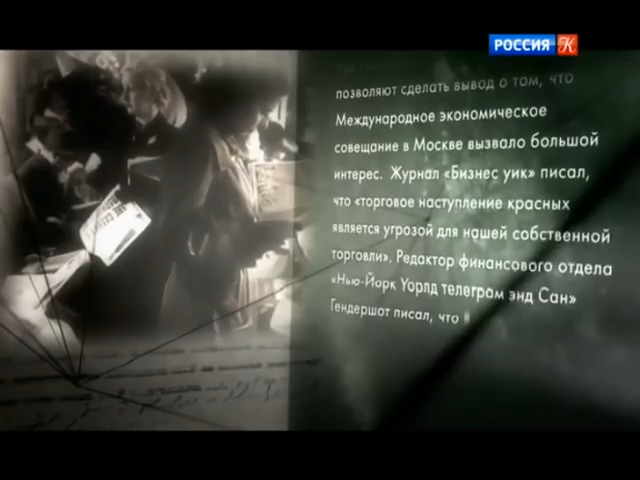 РОССИЯ К
позволяют сделать вывод о том, что
Международное экономическое
совещание в Москве вызвало большой
интерес. Журнал «Бизнес уик» писал,
что «торговое наступление красных
является угрозой для нашей собственной
торговли». Редактор финансового отдела
«Нью-Йорк Уорлд телеграм энд Сан»
Гендершот писал, что